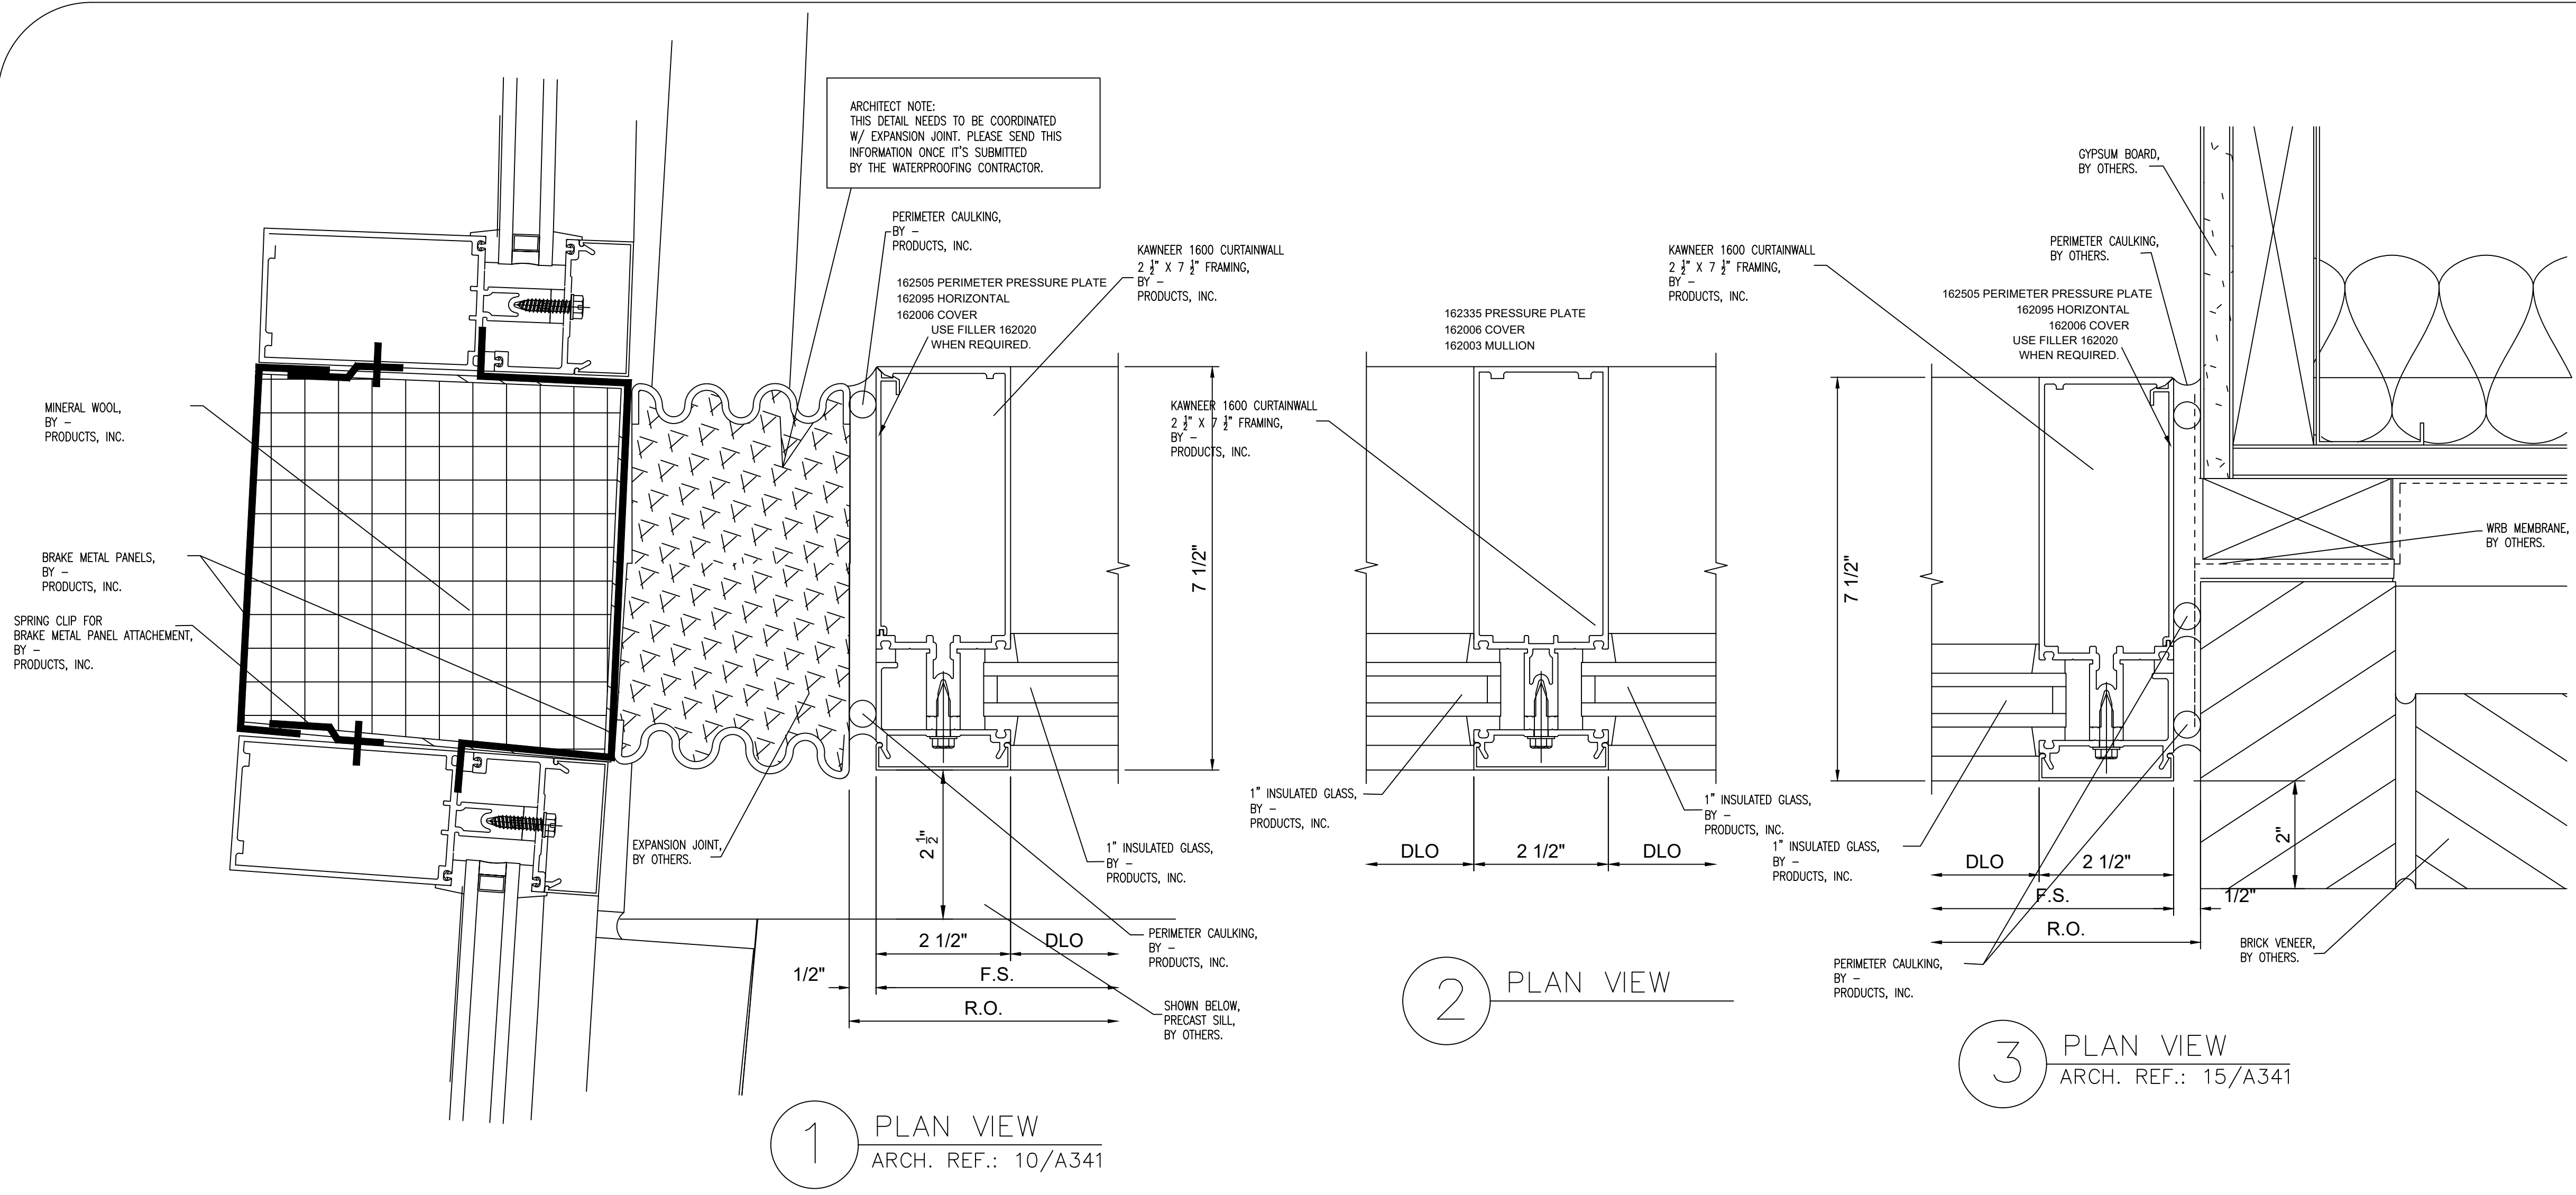 ARCHITECT NOTE:
THIS DETAIL NEEDS TO BE COORDINATED
W/ EXPANSION JOINT. PLEASE SEND THIS
INFORMATION ONCE IT'S SUBMITTED
BY THE WATERPROOFING CONTRACTOR.
PERIMETER CAULKING,
BY –
PRODUCTS, INC.
162505 PERIMETER PRESSURE PLATE
162095 HORIZONTAL
162006 COVER
USE FILLER 162020
WHEN REQUIRED.
KAWNEER 1600 CURTAINWALL
2 ½" X 7 ½" FRAMING,
BY –
PRODUCTS, INC.
MINERAL WOOL,
BY –
PRODUCTS, INC.
BRAKE METAL PANELS,
BY –
PRODUCTS, INC.
SPRING CLIP FOR
BRAKE METAL PANEL ATTACHEMENT,
BY –
PRODUCTS, INC.
EXPANSION JOINT,
BY OTHERS.
7 1/2"
2 ½"
1" INSULATED GLASS,
BY –
PRODUCTS, INC.
PERIMETER CAULKING,
BY –
PRODUCTS, INC.
SHOWN BELOW,
PRECAST SILL,
BY OTHERS.
2 1/2"
DLO
1/2"
F.S.
R.O.
1
PLAN VIEW
ARCH. REF.: 10/A341
162335 PRESSURE PLATE
162006 COVER
162003 MULLION
KAWNEER 1600 CURTAINWALL
2 ½" X 7 ½" FRAMING,
BY –
PRODUCTS, INC.
1" INSULATED GLASS,
BY –
PRODUCTS, INC.
1" INSULATED GLASS,
BY –
PRODUCTS, INC.
DLO
2 1/2"
DLO
2
PLAN VIEW
KAWNEER 1600 CURTAINWALL
2 ½" X 7 ½" FRAMING,
BY –
PRODUCTS, INC.
GYPSUM BOARD,
BY OTHERS.
PERIMETER CAULKING,
BY OTHERS.
162505 PERIMETER PRESSURE PLATE
162095 HORIZONTAL
162006 COVER
USE FILLER 162020
WHEN REQUIRED.
WRB MEMBRANE,
BY OTHERS.
7 1/2"
1" INSULATED GLASS,
BY –
PRODUCTS, INC.
2"
DLO
2 1/2"
F.S.
1/2"
R.O.
BRICK VENEER,
BY OTHERS.
PERIMETER CAULKING,
BY –
PRODUCTS, INC.
3
PLAN VIEW
ARCH. REF.: 15/A341